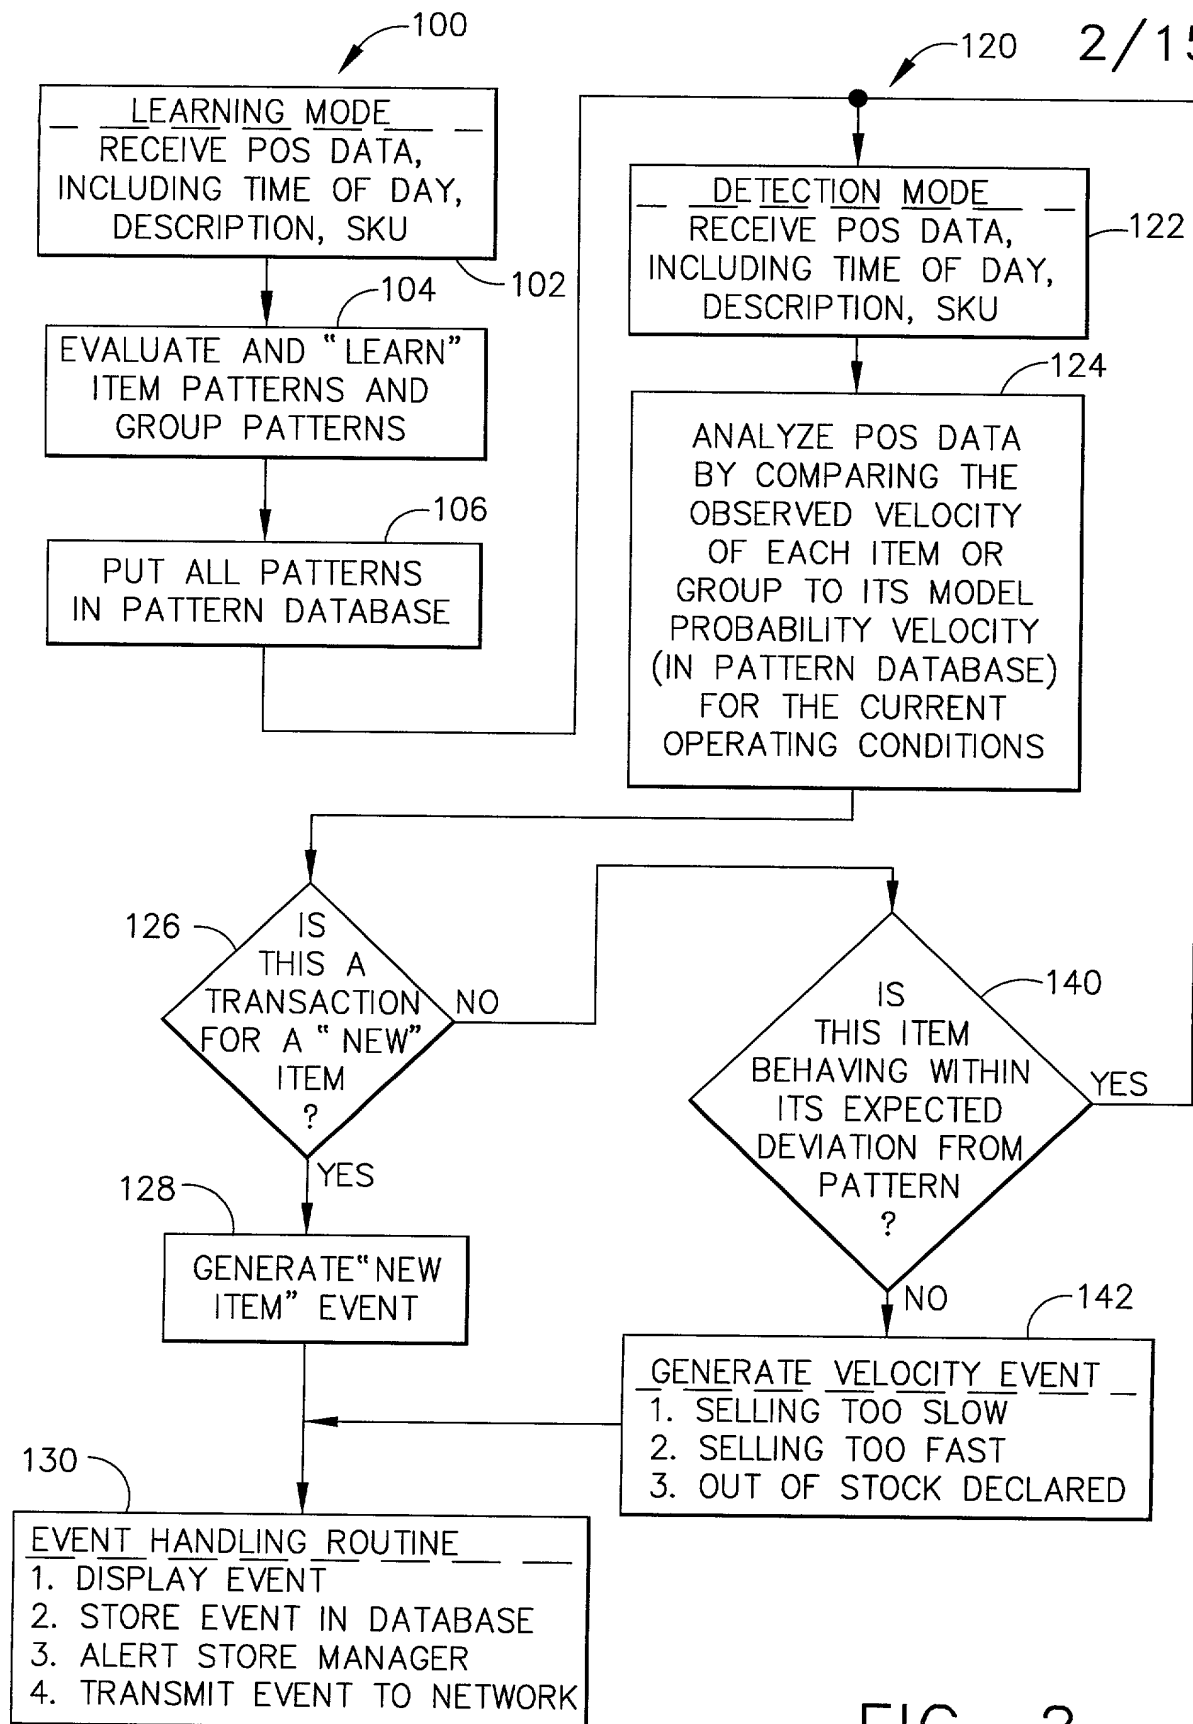 100
120
2/15
LEARNING MODE
RECEIVE POS DATA,
INCLUDING TIME OF DAY,
DESCRIPTION, SKU
102
104
EVALUATE AND "LEARN"
ITEM PATTERNS AND
GROUP PATTERNS
106
PUT ALL PATTERNS
IN PATTERN DATABASE
DETECTION MODE
RECEIVE POS DATA,
INCLUDING TIME OF DAY,
DESCRIPTION, SKU
122
124
ANALYZE POS DATA
BY COMPARING THE
OBSERVED VELOCITY
OF EACH ITEM OR
GROUP TO ITS MODEL
PROBABILITY VELOCITY
(IN PATTERN DATABASE)
FOR THE CURRENT
OPERATING CONDITIONS
126
IS
THIS A
TRANSACTION
FOR A "NEW"
ITEM
?
NO
YES
140
IS
THIS ITEM
BEHAVING WITHIN
ITS EXPECTED
DEVIATION FROM
PATTERN
?
YES
NO
128
GENERATE "NEW
ITEM" EVENT
142
GENERATE VELOCITY EVENT
1. SELLING TOO SLOW
2. SELLING TOO FAST
3. OUT OF STOCK DECLARED
130
EVENT HANDLING ROUTINE
1. DISPLAY EVENT
2. STORE EVENT IN DATABASE
3. ALERT STORE MANAGER
4. TRANSMIT EVENT TO NETWORK